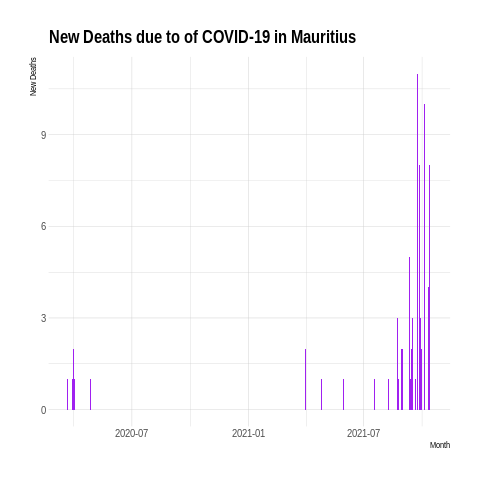 New Deaths due to of COVID-19 in Mauritius
New Deaths
9
6
3
0
2020-07 2021-01 2021-07
Month